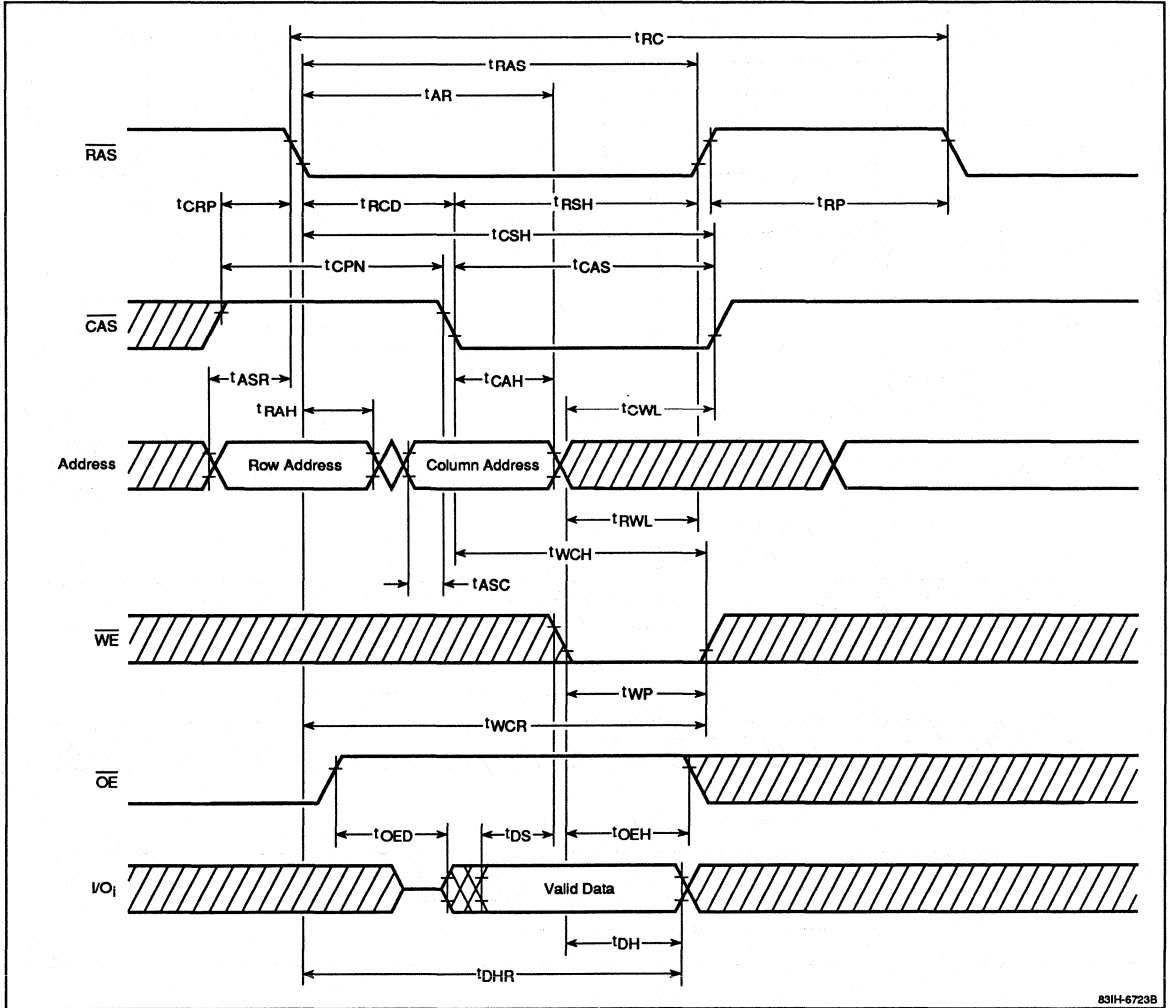 tRC
tRAS
tAR
RAS
tCRP
tRCD
tRSH
tRP
tCSH
tCPN
tCAS
CAS
tASR
tCAH
tRAH
tCWL
Address
Row Address
Column Address
tRWL
tWCH
tASC
WE
tWP
tWCR
OE
tOED
tDS
tOEH
I/Oi
Valid Data
tDH
tDHR
83IH-6723B